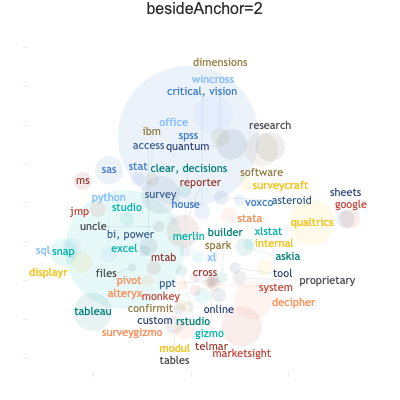 besideAnchor=2
dimensions
wincross
critical, vision
office
ibm
spss
research
access
quantum
sas
stat
clear, decisions
software
ms
reporter
surveycraft
python
survey
sheets
jmp
studio
house
voxco
asteroid
google
uncle
stata
qualtrics
bi, power
merlin
builder
xlstat
sql
snap
excel
spark
internal
mtab
xl
askia
displayr
files
cross
tool
pivot
ppt
system
proprietary
alteryx
monkey
decipher
tableau
confirmit
online
custom
rstudio
surveygizmo
gizmo
modul
telmar
marketsight
tables